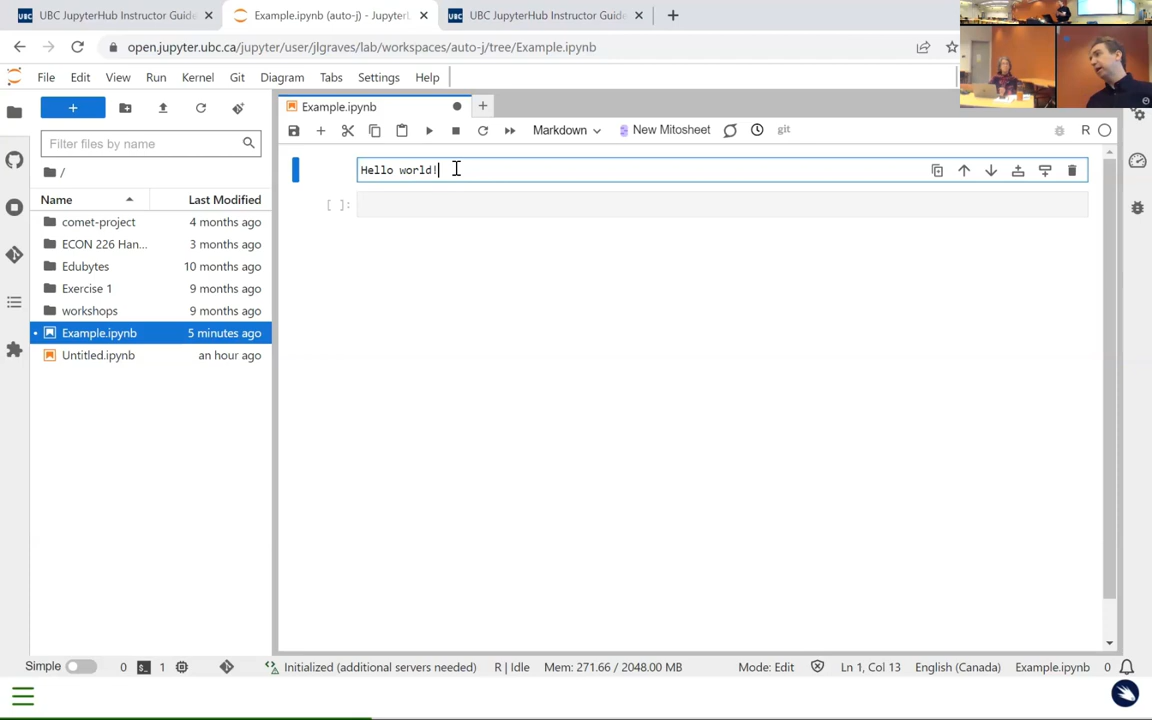 UBC JupyterHub Instructor Guide
Example.ipynb (auto-j) - JupyterL
UBC JupyterHub Instructor Guide
open.jupyter.ubc.ca/jupyter/user/jlgraves/lab/workspaces/auto-j/tree/Example.ipynb
File Edit View Run Kernel Git Diagram Tabs Settings Help
Example.ipynb
Markdown New Mitosheet git R
Filter files by name
/
Name Last Modified
comet-project 4 months ago
ECON 226 Han... 3 months ago
Edubytes 10 months ago
Exercise 1 9 months ago
workshops 9 months ago
Example.ipynb 5 minutes ago
Untitled.ipynb an hour ago
Hello world!
[ ]:
Simple 0 1 Initialized (additional servers needed) R | Idle Mem: 271.66 / 2048.00 MB Mode: Edit Ln 1, Col 13 English (Canada) Example.ipynb 0